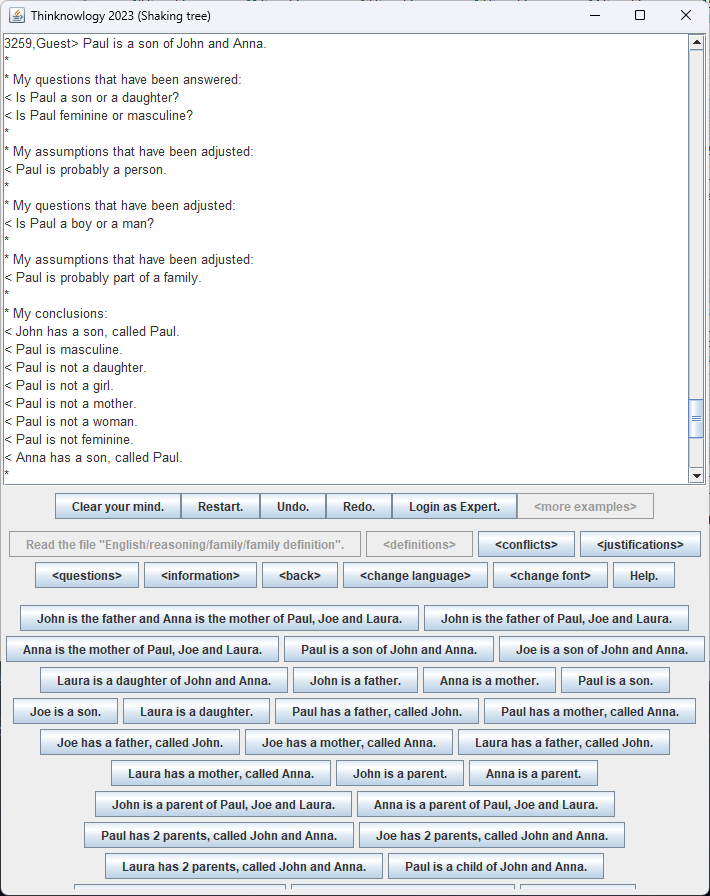 Thinknowlogy 2023 (Shaking tree)
3259,Guest> Paul is a son of John and Anna.
*
* My questions that have been answered:
< Is Paul a son or a daughter?
< Is Paul feminine or masculine?
*
* My assumptions that have been adjusted:
< Paul is probably a person.
*
* My questions that have been adjusted:
< Is Paul a boy or a man?
*
* My assumptions that have been adjusted:
< Paul is probably part of a family.
*
* My conclusions:
< John has a son, called Paul.
< Paul is masculine.
< Paul is not a daughter.
< Paul is not a girl.
< Paul is not a mother.
< Paul is not a woman.
< Paul is not feminine.
< Anna has a son, called Paul.
*
Clear your mind. Restart. Undo. Redo. Login as Expert. <more examples>
Read the file "English/reasoning/family/family definition". <definitions> <conflicts> <justifications>
<questions> <information> <back> <change language> <change font> Help.
John is the father and Anna is the mother of Paul, Joe and Laura. John is the father of Paul, Joe and Laura.
Anna is the mother of Paul, Joe and Laura. Paul is a son of John and Anna. Joe is a son of John and Anna.
Laura is a daughter of John and Anna. John is a father. Anna is a mother. Paul is a son.
Joe is a son. Laura is a daughter. Paul has a father, called John. Paul has a mother, called Anna.
Joe has a father, called John. Joe has a mother, called Anna. Laura has a father, called John.
Laura has a mother, called Anna. John is a parent. Anna is a parent.
John is a parent of Paul, Joe and Laura. Anna is a parent of Paul, Joe and Laura.
Paul has 2 parents, called John and Anna. Joe has 2 parents, called John and Anna.
Laura has 2 parents, called John and Anna. Paul is a child of John and Anna.